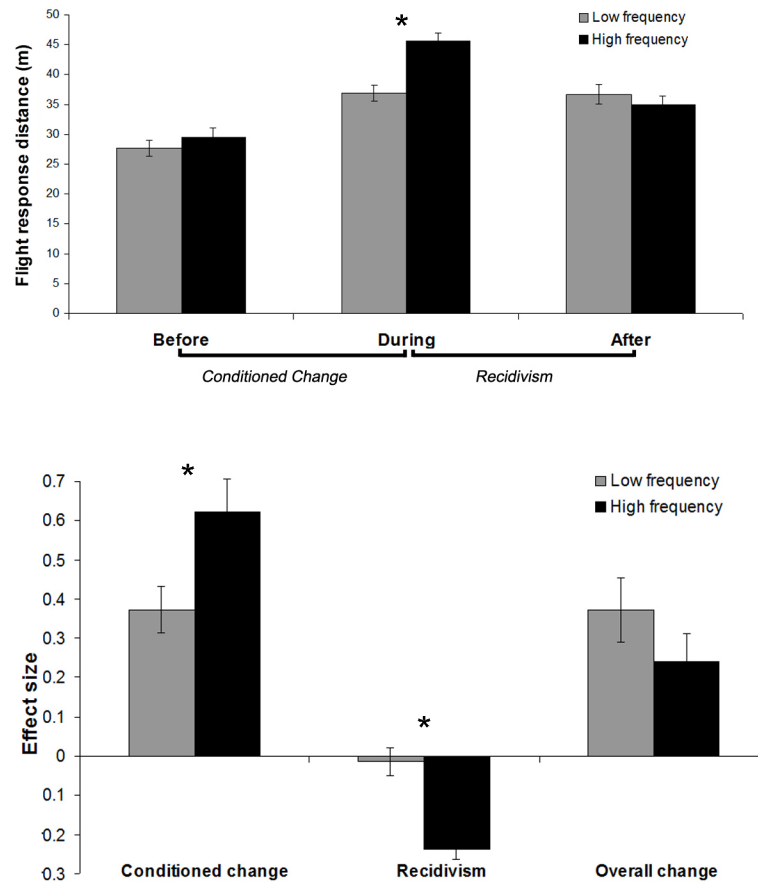 Flight response distance (m)
50
45
40
35
30
25
20
15
10
5
0
*
Low frequency
High frequency
Before During After
Conditioned Change Recidivism
Effect size
0.7
0.6
0.5
0.4
0.3
0.2
0.1
0
0.1
0.2
0.3
*
*
Low frequency
High frequency
Conditioned change Recidivism Overall change